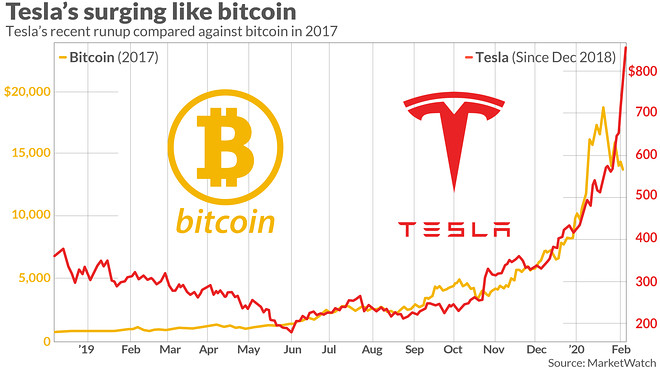 Tesla's surging like bitcoin
Tesla's recent runup compared against bitcoin in 2017
Bitcoin (2017)
Tesla (Since Dec 2018)
$20,000
15,000
10,000
5,000
0
$800
700
600
500
400
300
200
B
bitcoin
TESLA
'19 Feb Mar Apr May Jun Jul Aug Sep Oct Nov Dec '20 Feb
Source: MarketWatch